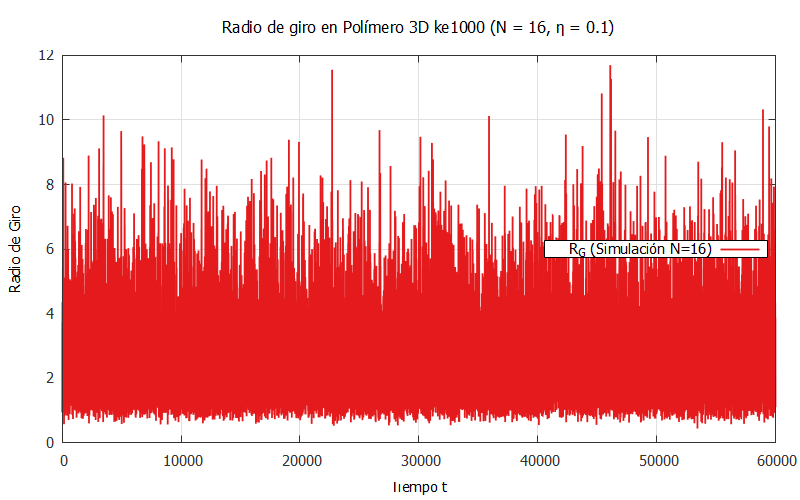 Radio de giro en Polímero 3D ke1000 (N = 16, η = 0.1)
12
10
8
6
4
2
0
Radio de Giro
R_G (Simulación N=16)
0 10000 20000 30000 40000 50000 60000
Tiempo t